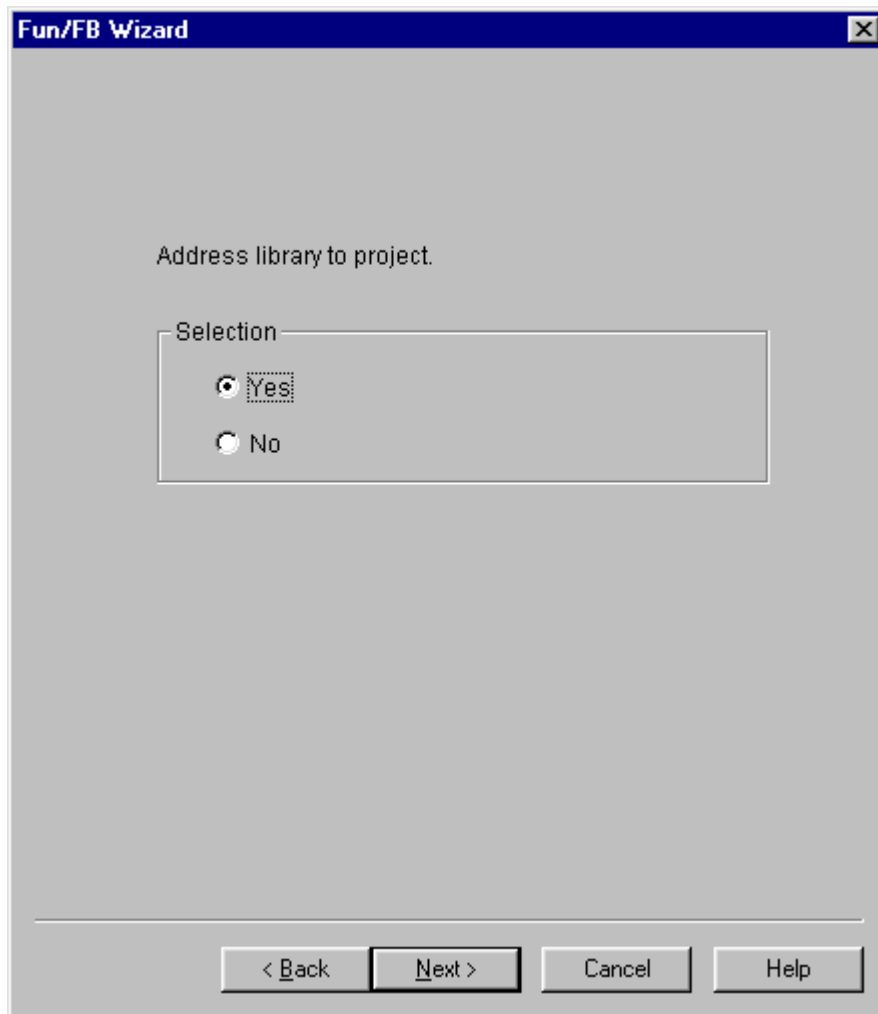 Fun/FB Wizard
Address library to project.
Selection
Yes
No
< Back Next > Cancel Help